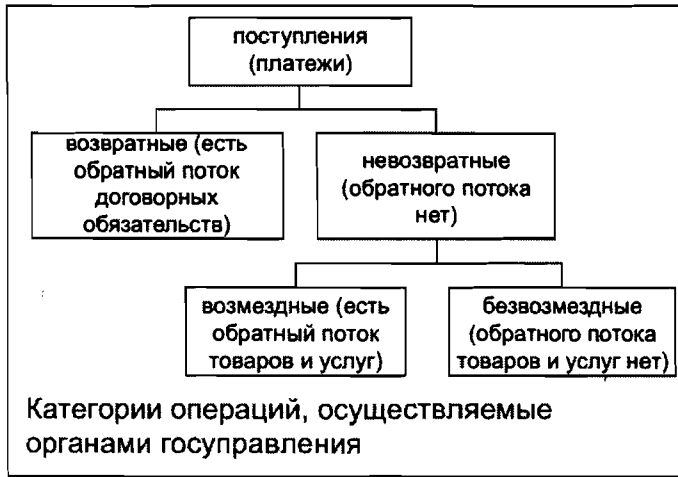 поступления
(платежи)
возвратные (есть
обратный поток
договорных
обязательств)
невозвратные
(обратного потока
нет)
возмездные (есть
обратный поток
товаров и услуг)
безвозмездные
(обратного потока
товаров и услуг нет)
Категории операций, осуществляемые
органами госуправления